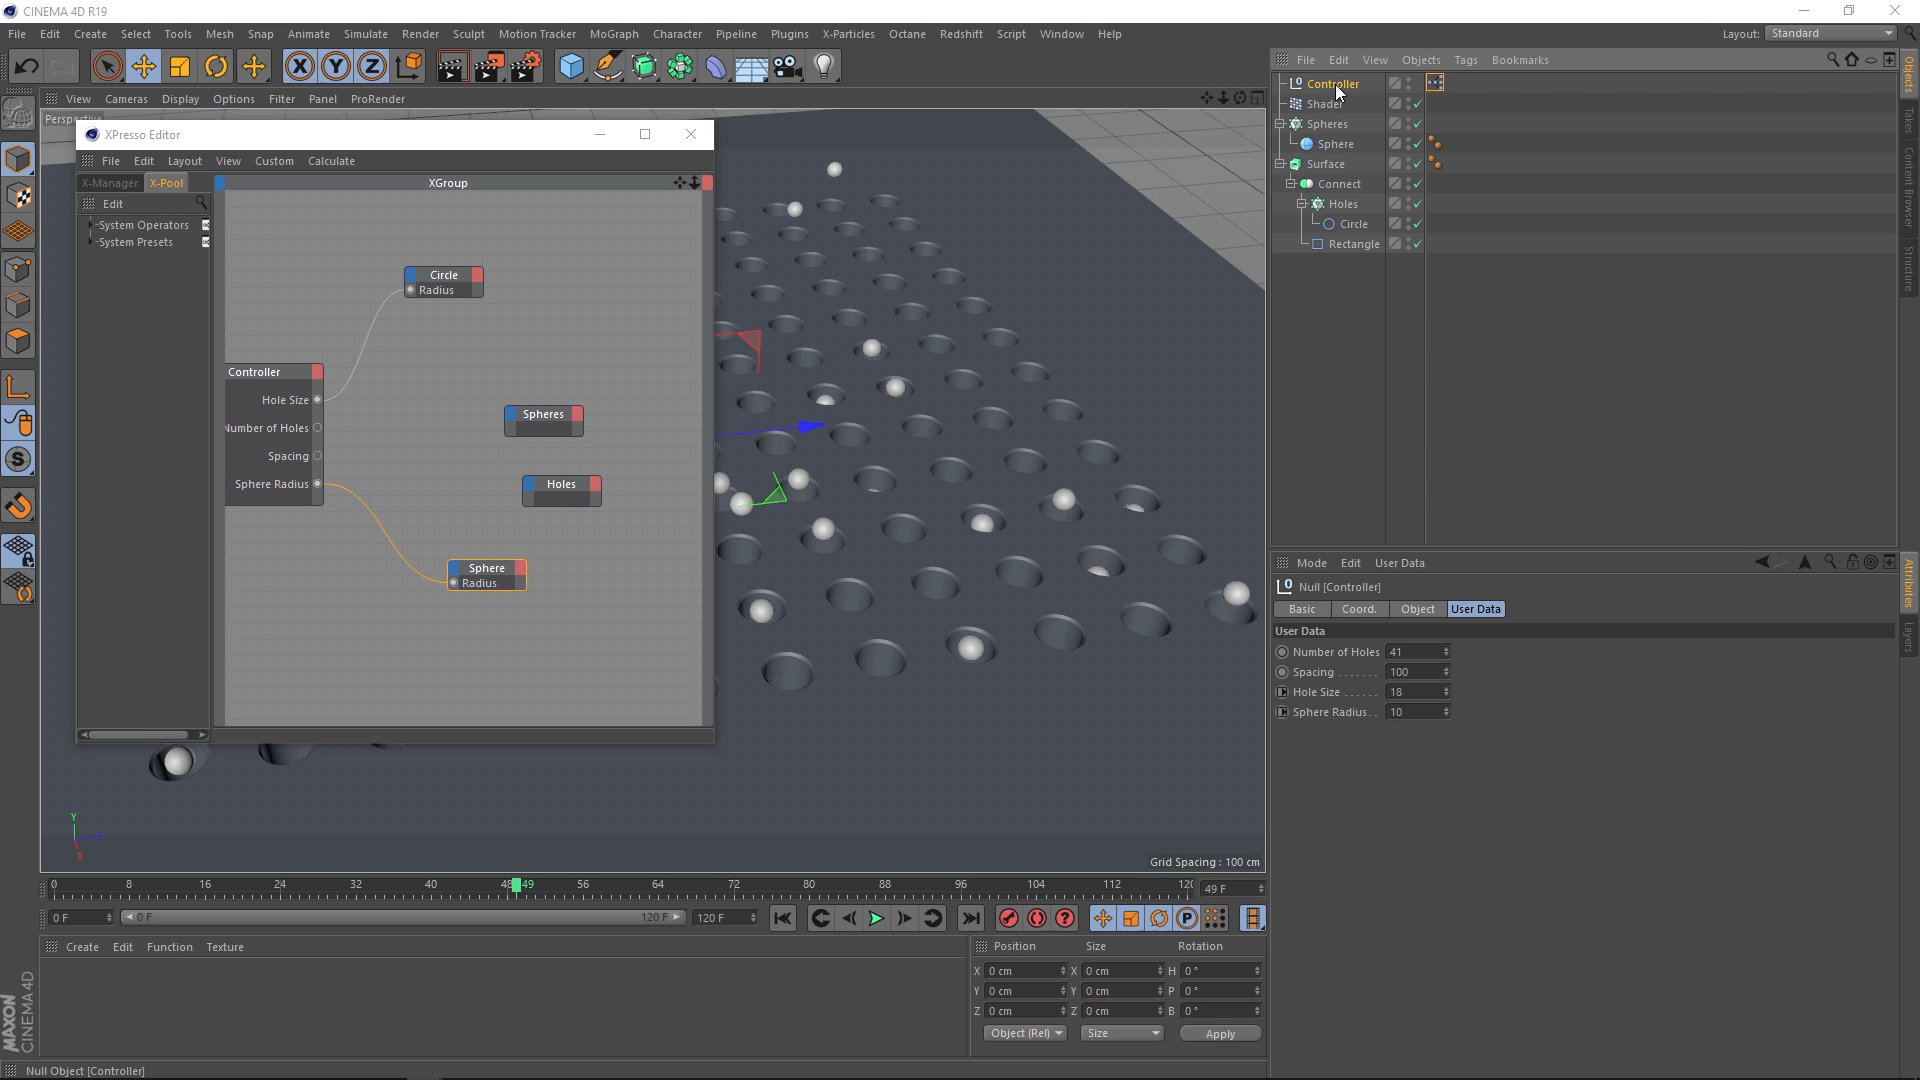 CINEMA 4D R19
File Edit Create Select Tools Mesh Snap Animate Simulate Render Sculpt Motion Tracker MoGraph Character Pipeline Plugins X-Particles Octane Redshift Script Window Help
Layout: Standard
View Cameras Display Options Filter Panel ProRender
XPresso Editor
File Edit Layout View Custom Calculate
X-Manager X-Pool
XGroup
Edit
System Operators
System Presets
Circle
Radius
Controller
Hole Size
Number of Holes
Spacing
Sphere Radius
Spheres
Holes
Sphere
Radius
Y
X
Grid Spacing : 100 cm
File Edit View Objects Tags Bookmarks
Controller
Shader
Spheres
Sphere
Surface
Connect
Holes
Circle
Rectangle
Objects
Takes
Content Browser
Structure
Mode Edit User Data
Null [Controller]
Basic Coord. Object User Data
User Data
Number of Holes 41
Spacing . . . . . . . 100
Hole Size . . . . . . 18
Sphere Radius. . 10
Attributes
Layers
0 8 16 24 32 40 48 49 56 64 72 80 88 96 104 112 120
49 F
0 F 0 F 120 F 120 F
P
Create Edit Function Texture
Position Size Rotation
X 0 cm X 0 cm H 0 °
Y 0 cm Y 0 cm P 0 °
Z 0 cm Z 0 cm B 0 °
Object (Rel) Size Apply
MAXON
CINEMA 4D
Null Object [Controller]